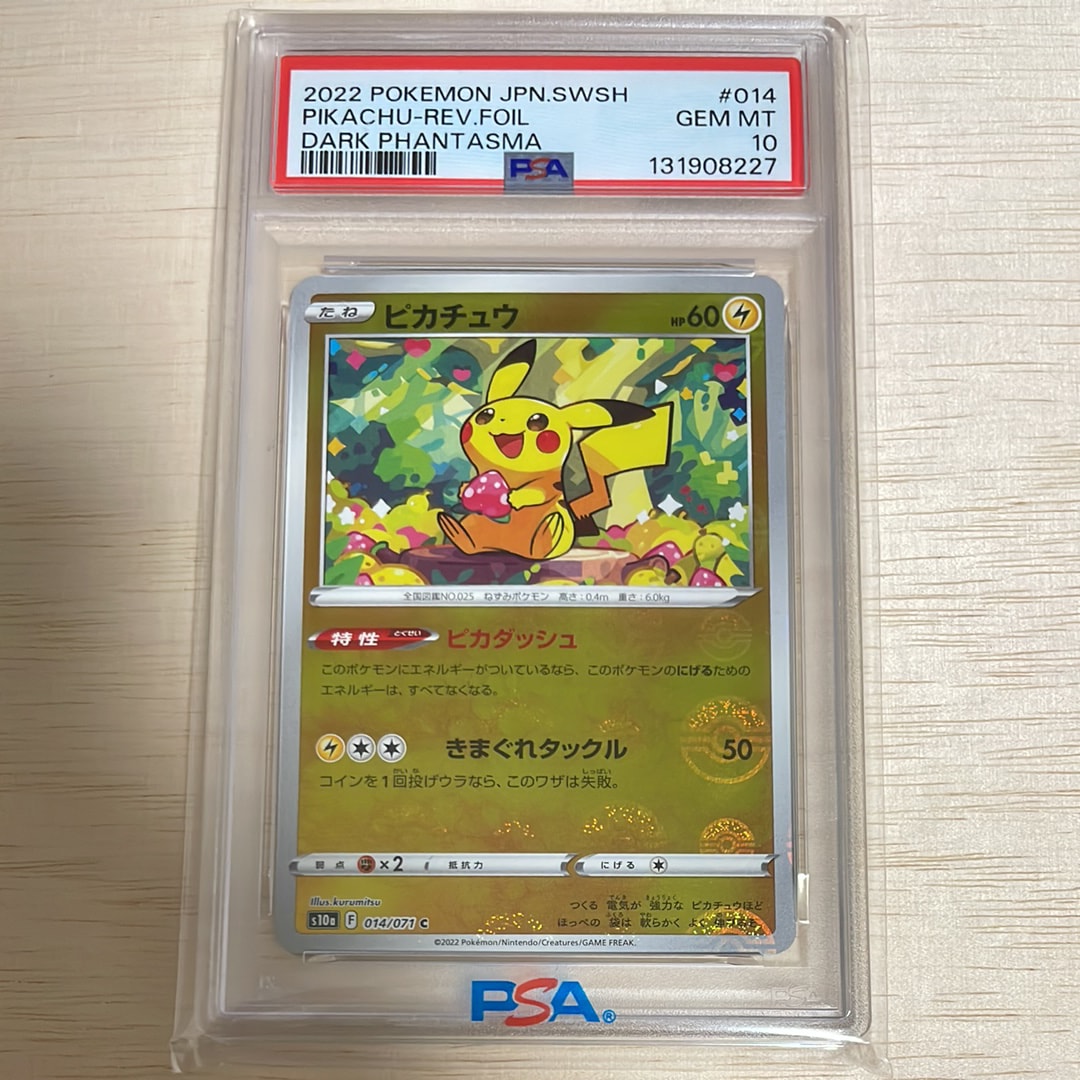 2022 POKEMON JPN.SWSH #014
PIKACHU-REV.FOIL GEM MT
DARK PHANTASMA 10
PSA 131908227
たね ピカチュウ HP60
全国図鑑NO.025 ねずみポケモン 高さ:0.4m 重さ:6.0kg
特性 とくせい ピカダッシュ
このポケモンにエネルギーがついているなら、このポケモンのにげるための
エネルギーは、すべてなくなる。
きまぐれタックル 50
コインを1回投げウラなら、このワザは失敗。
弱点 ×2 抵抗力 にげる
Illus.kurumitsu
つくる 電気が 強力な ピカチュウほど
ほっぺの 袋は 軟らかく よく
s10a F 014/071 C
©2022 Pokémon/Nintendo/Creatures/GAME FREAK.
PSA®